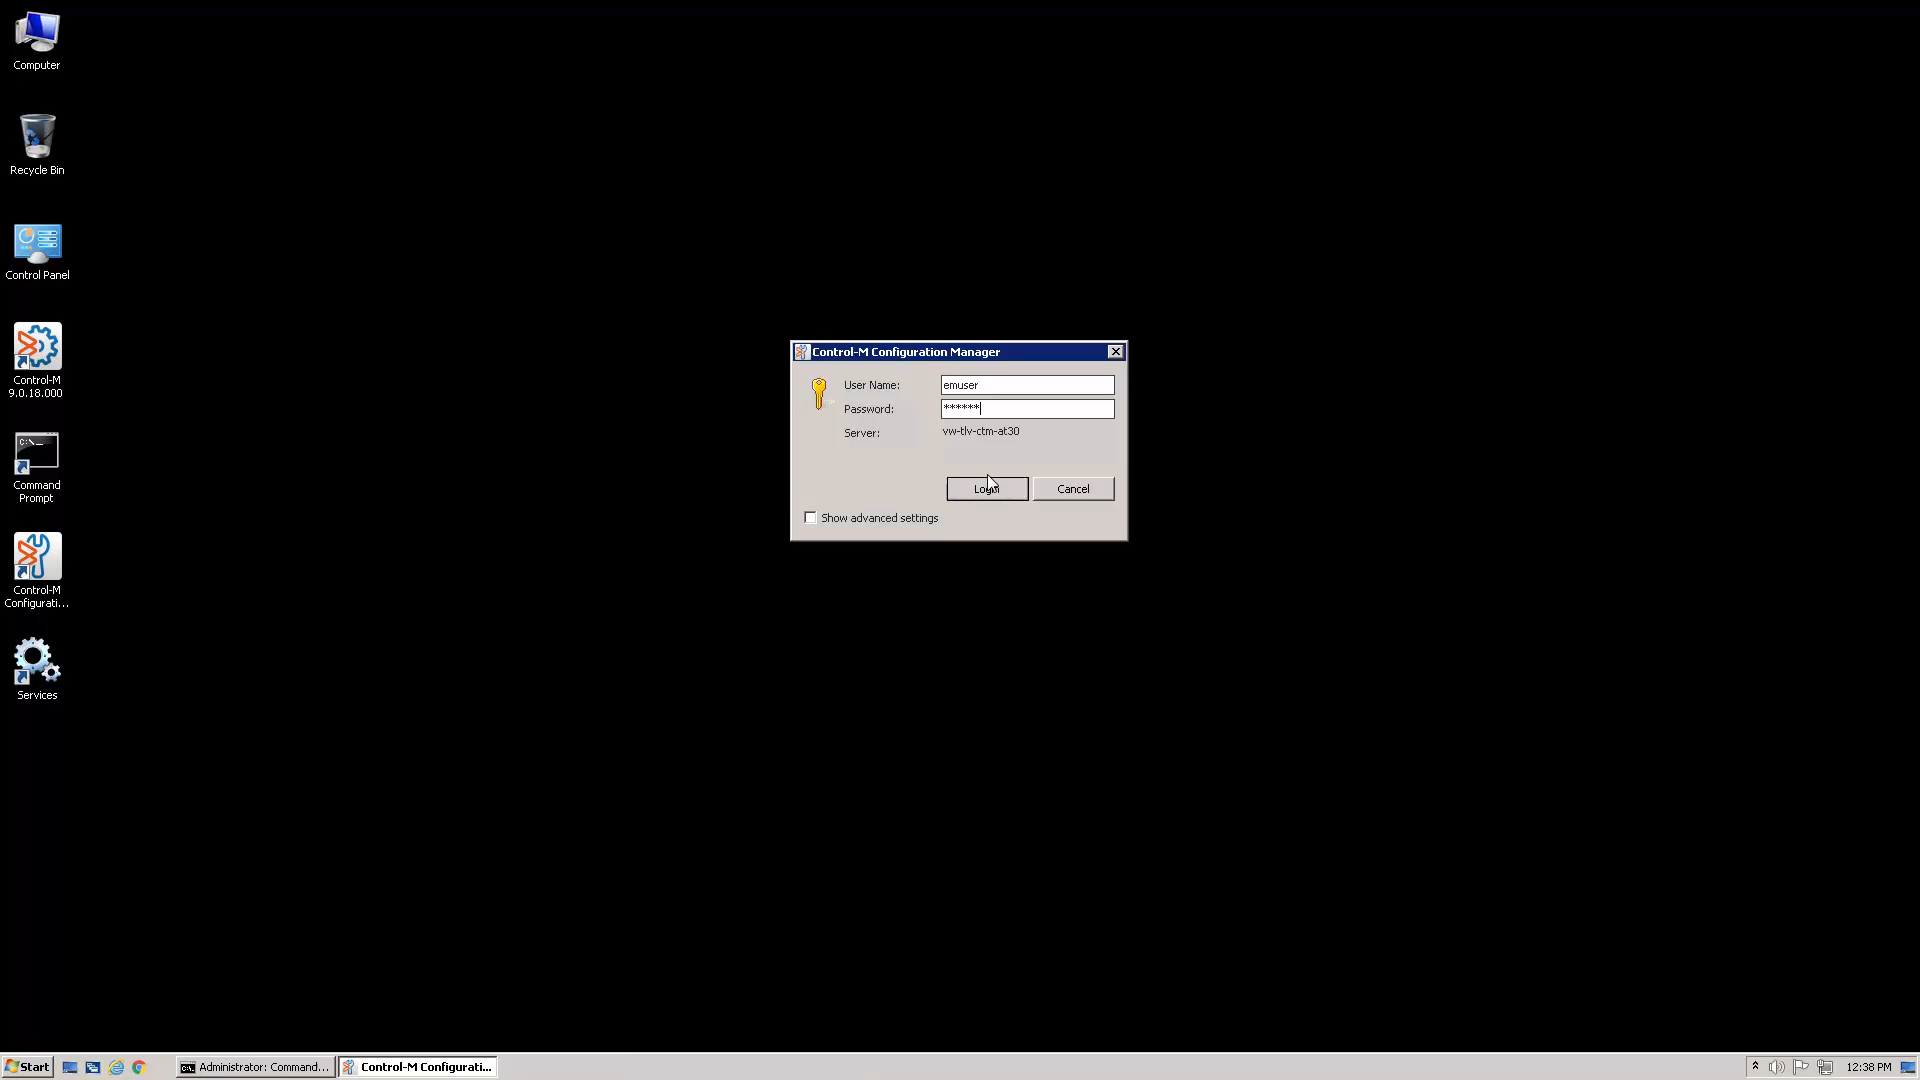 Computer
Recycle Bin
Control Panel
Control-M
9.0.18.000
C:\_
Command
Prompt
Control-M
Configurati...
Services
Control-M Configuration Manager
User Name:
emuser
Password:
******
Server:
vw-tlv-ctm-at30
Login
Cancel
Show advanced settings
Start
Administrator: Command...
Control-M Configurati...
12:38 PM